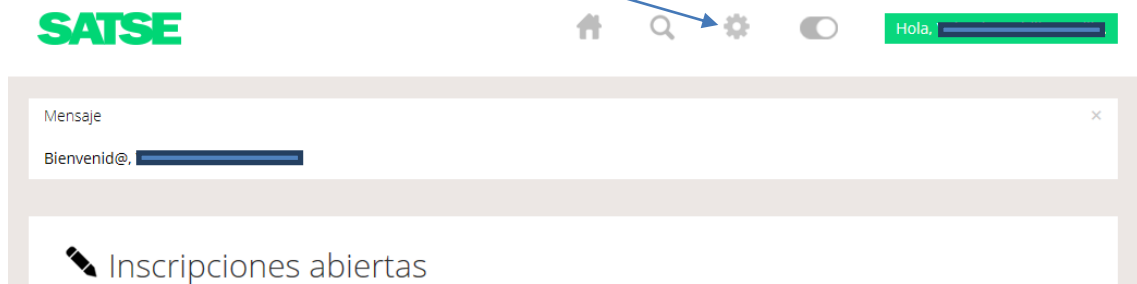 SATSE
Hola,
Mensaje
Bienvenid@,
Inscripciones abiertas